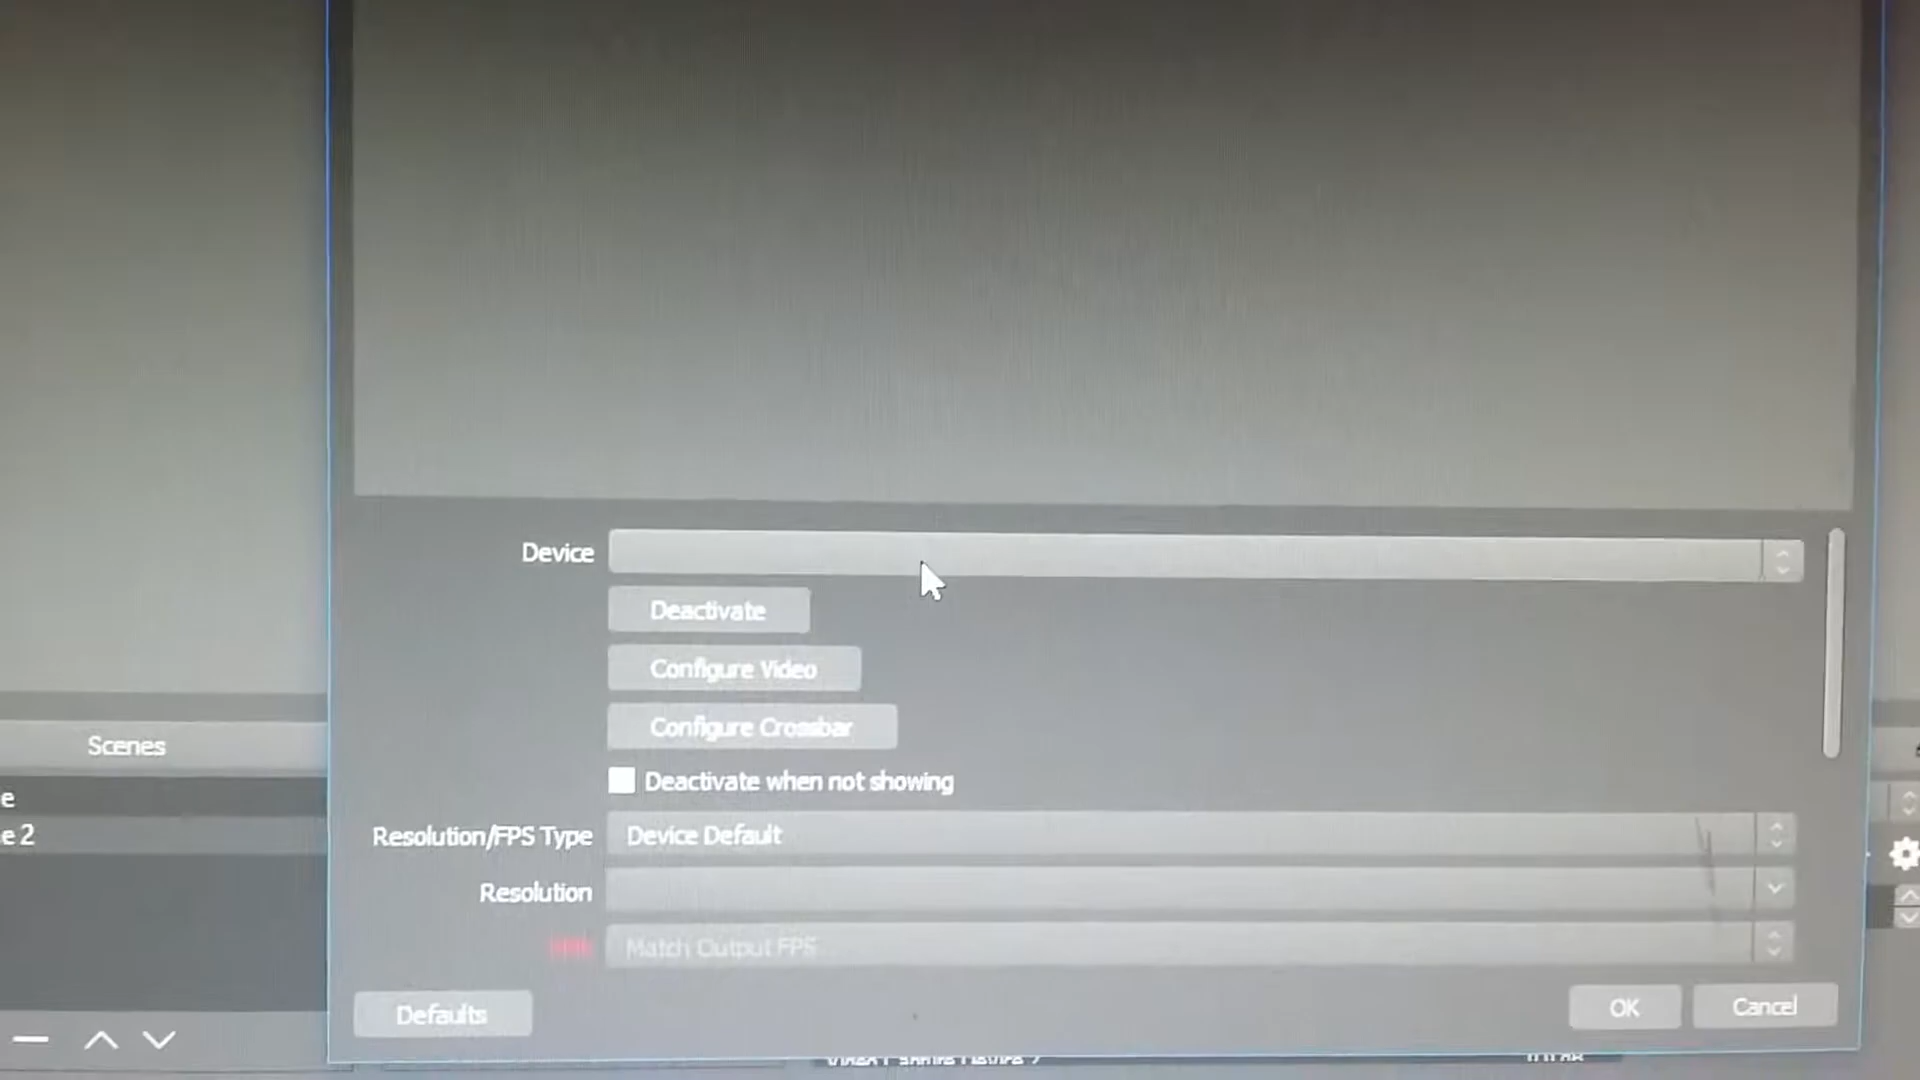 Device
Deactivate
Configure Video
Configure Crossbar
Deactivate when not showing
Scenes
e
e 2
Resolution/FPS Type Device Default
Resolution
Match Output FPS
Defaults
OK
Cancel